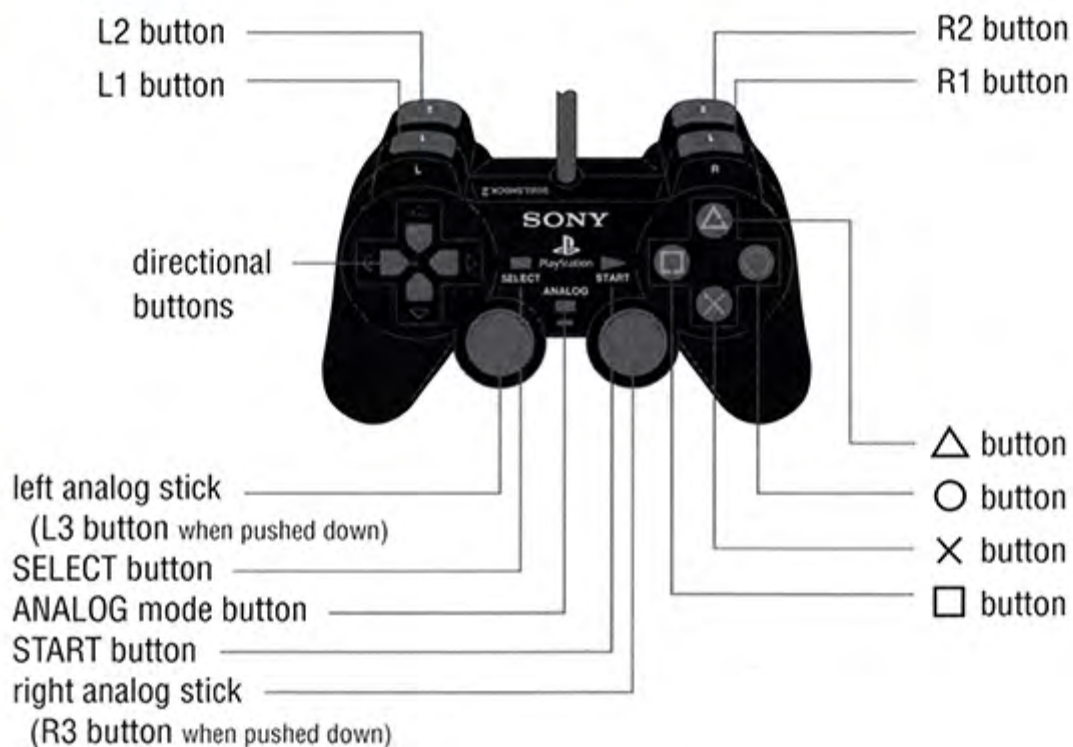 L2 button
R2 button
L1 button
R1 button
L
R
SONY
PlayStation
SELECT
START
ANALOG
directional
buttons
△ button
left analog stick
○ button
(L3 button when pushed down)
× button
SELECT button
□ button
ANALOG mode button
START button
right analog stick
(R3 button when pushed down)